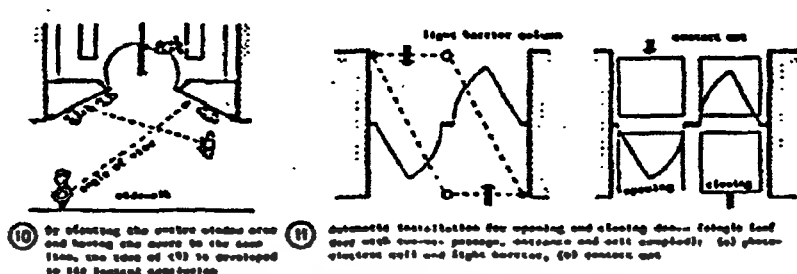 light barrier column
contact mat
angle of view
sidewalk
opening
closing
10
By the entire window area
and having the doors in the same
line, the idea of (9) is developed
to its logical conclusion
11
Automatic installation for opening and closing doors (single leaf
door with two-way passage, entrance and exit coupled): (a) photo-
electric cell and light barrier, (b) contact mat